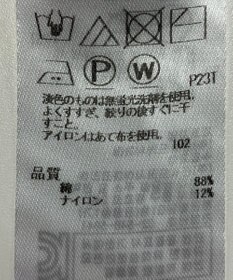 P W P23T
淡色のものは無蛍光洗剤を使用。
よくすすぎ、絞りの後すぐに干
すこと。
アイロンはあて布を使用。
102
品質
綿 88%
ナイロン 12%